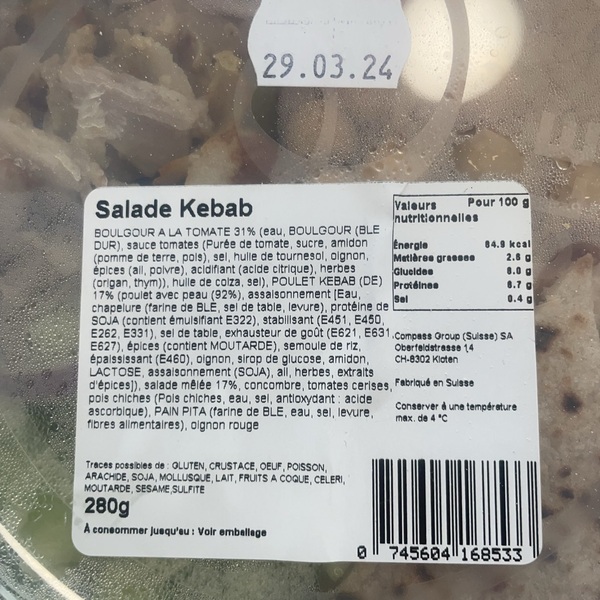 29.03.24
Salade Kebab
BOULGOUR A LA TOMATE 31% (eau, BOULGOUR (BLE
DUR), sauce tomates (Purée de tomate, sucre, amidon
(pomme de terre, pois), sel, huile de tournesol, oignon,
épices (ail, poivre), acidifiant (acide citrique), herbes
(origan, thym)), huile de colza, sel), POULET KEBAB (DE)
17% (poulet avec peau (92%), assaisonnement [Eau,
chapelure (farine de BLE, sel de table, levure), protéine de
SOJA (contient émulsifiant E322), stabilisant (E451, E450,
E262, E331), sel de table, exhausteur de goût (E621, E631,
E627), épices (contient MOUTARDE), semoule de riz,
épaississant (E460), oignon, sirop de glucose, amidon,
LACTOSE, assaisonnement (SOJA), ail, herbes, extraits
d'épices]), salade mêlée 17%, concombre, tomates cerises,
pois chiches (Pois chiches, eau, sel, antioxydant : acide
ascorbique), PAIN PITA (farine de BLE, eau, sel, levure,
fibres alimentaires), oignon rouge
Traces possibles de : GLUTEN, CRUSTACE, OEUF, POISSON,
ARACHIDE, SOJA, MOLLUSQUE, LAIT, FRUITS A COQUE, CELERI,
MOUTARDE, SESAME,SULFITE
280g
À consommer jusqu'au : Voir emballage
Valeurs Pour 100 g
nutritionnelles
Énergie 84.9 kcal
Matières grasses 2.6 g
Glucides 8.0 g
Protéines 6.7 g
Sel 0.4 g
Compass Group (Suisse) SA
Oberfeldstrasse 14
CH-8302 Kloten
Fabriqué en Suisse
Conserver à une température
max. de 4 °C
0 745604 168533